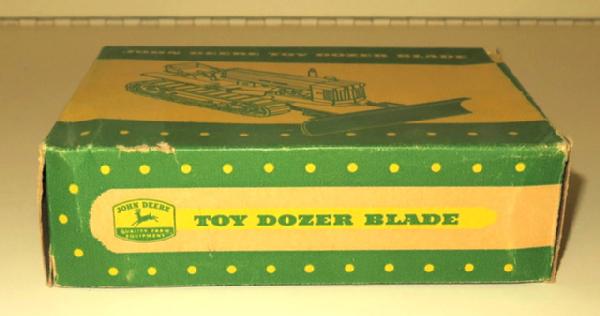 JOHN DEERE TOY DOZER BLADE
JOHN DEERE
QUALITY FARM
EQUIPMENT
TOY DOZER BLADE